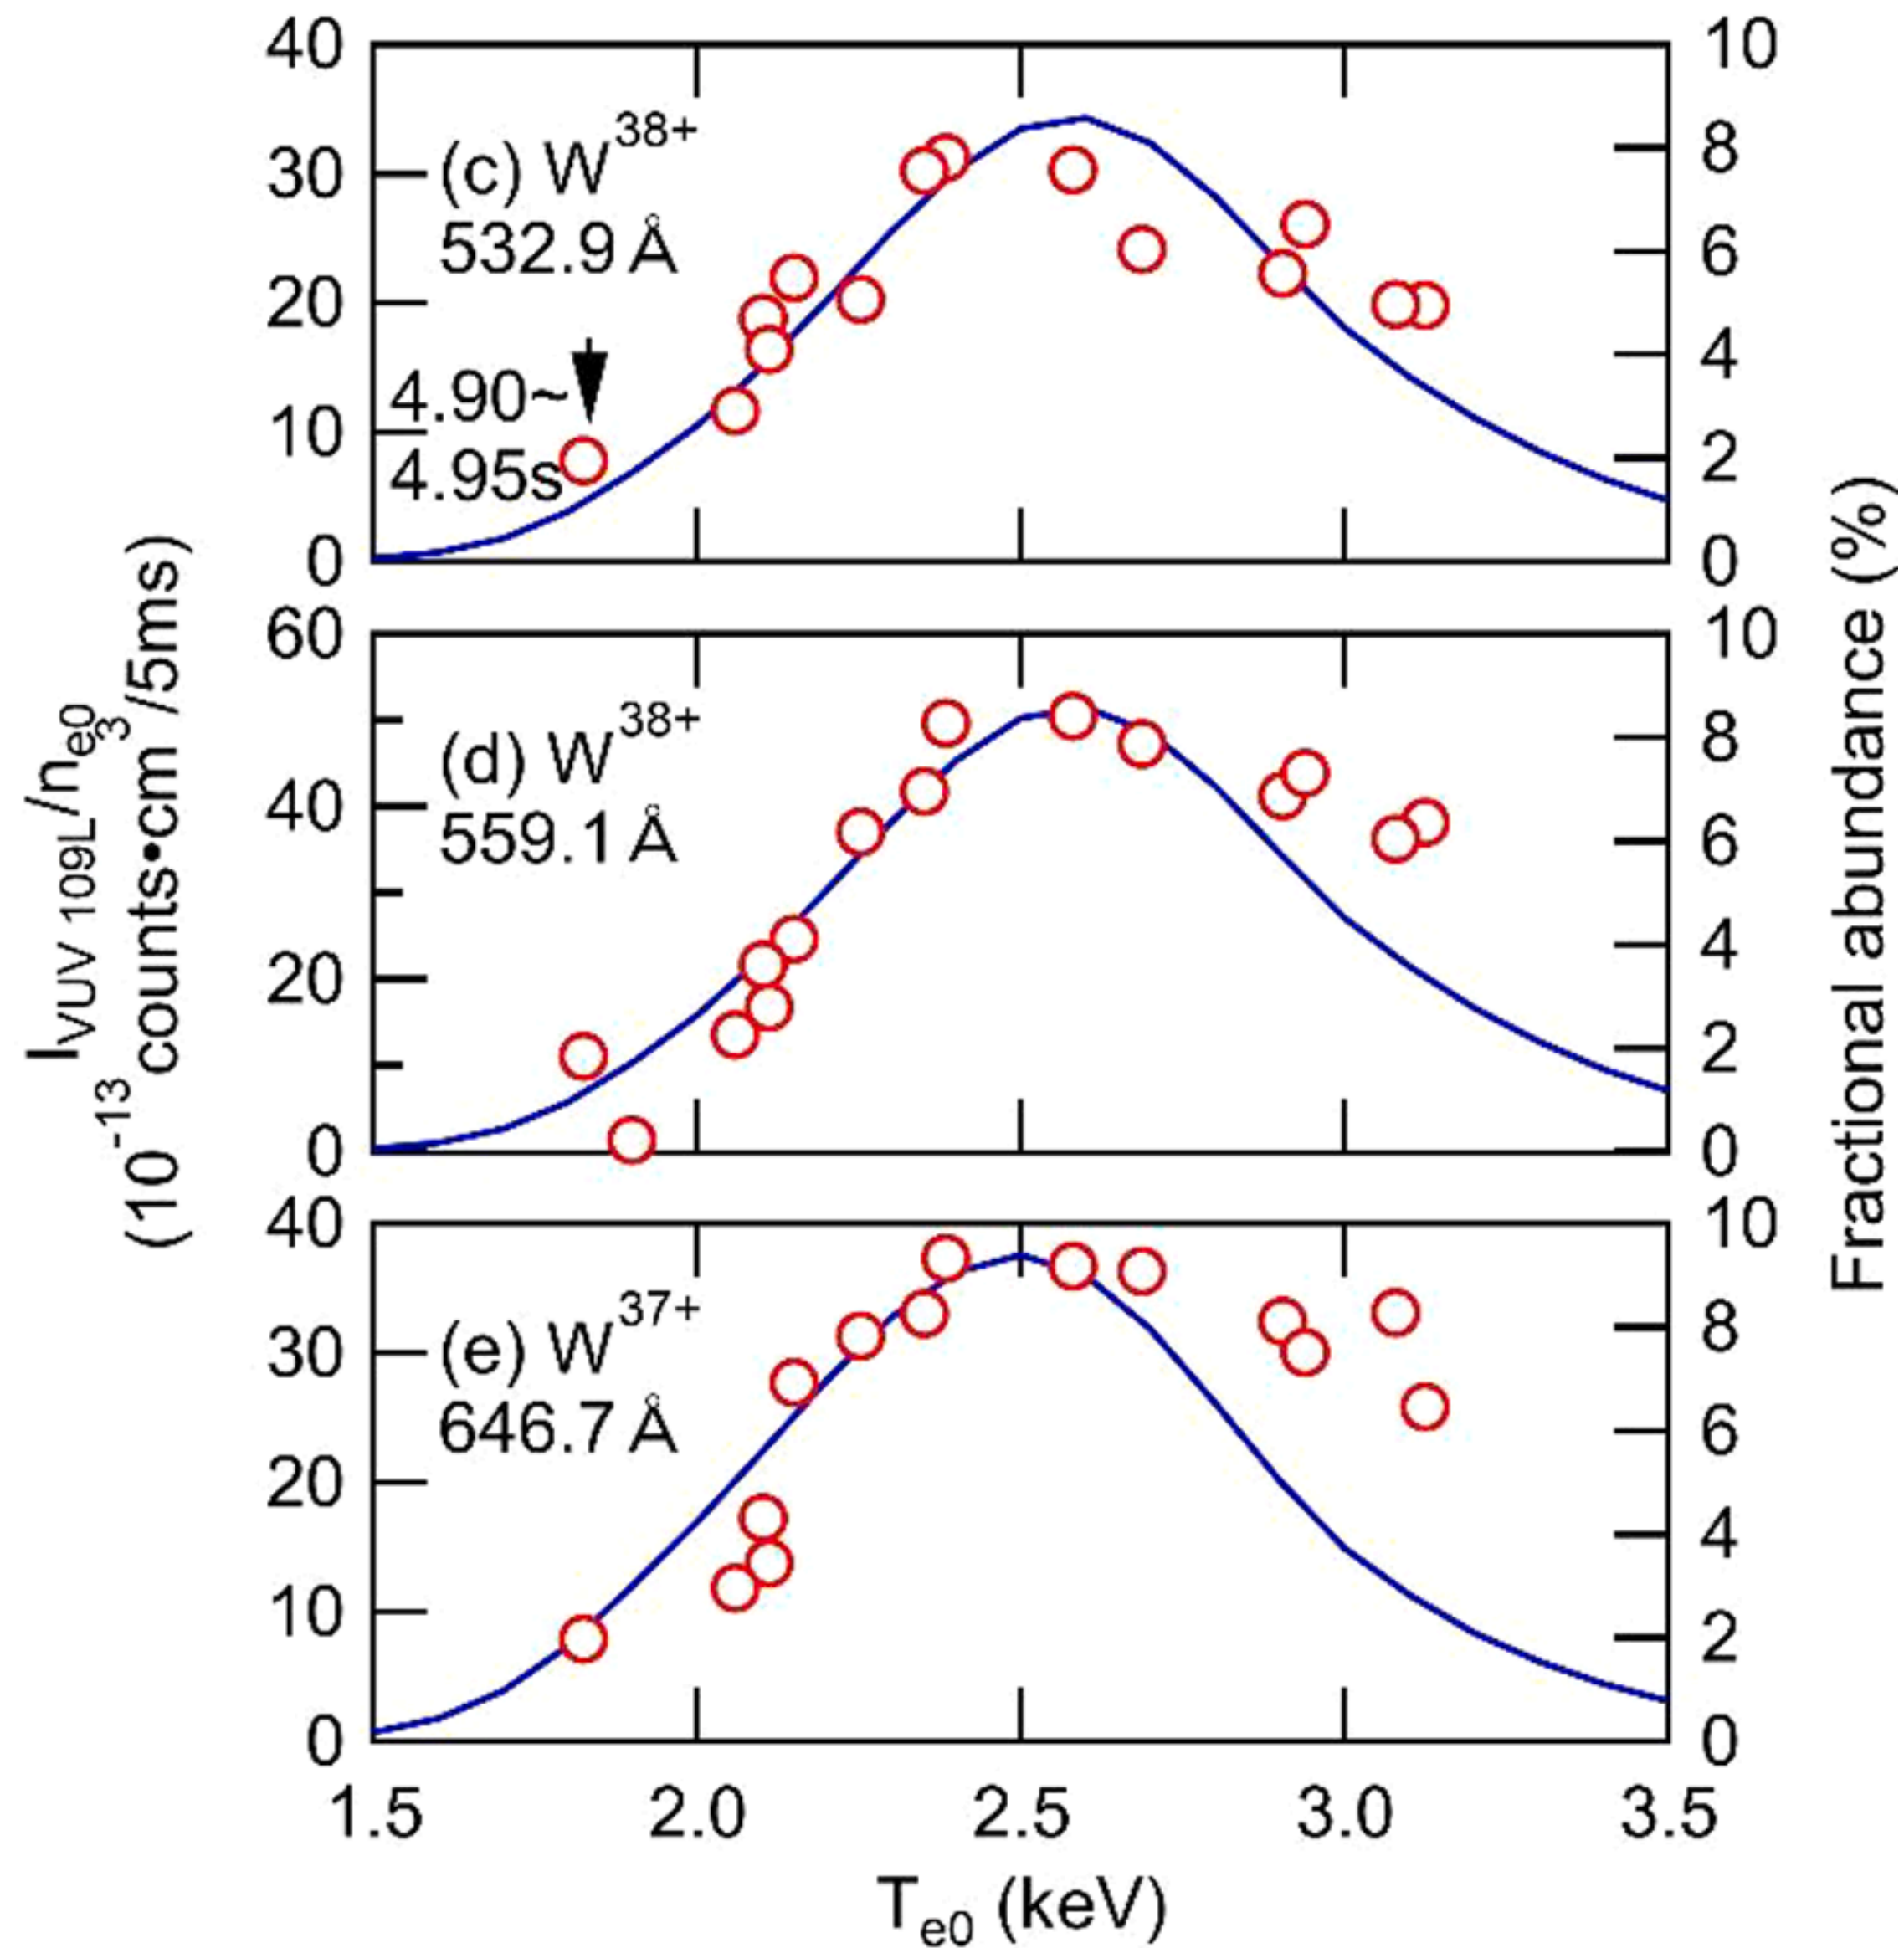 40
30
20
10
0
(c) W38+
532.9 Å
4.90~
4.95s
10
8
6
4
2
0
60
40
20
0
(d) W38+
559.1 Å
10
8
6
4
2
0
40
30
20
10
0
(e) W37+
646.7 Å
10
8
6
4
2
0
1.5 2.0 2.5 3.0 3.5
Te0 (keV)
IVUV 109L/ne0
(10-13 counts•cm3/5ms)
Fractional abundance (%)